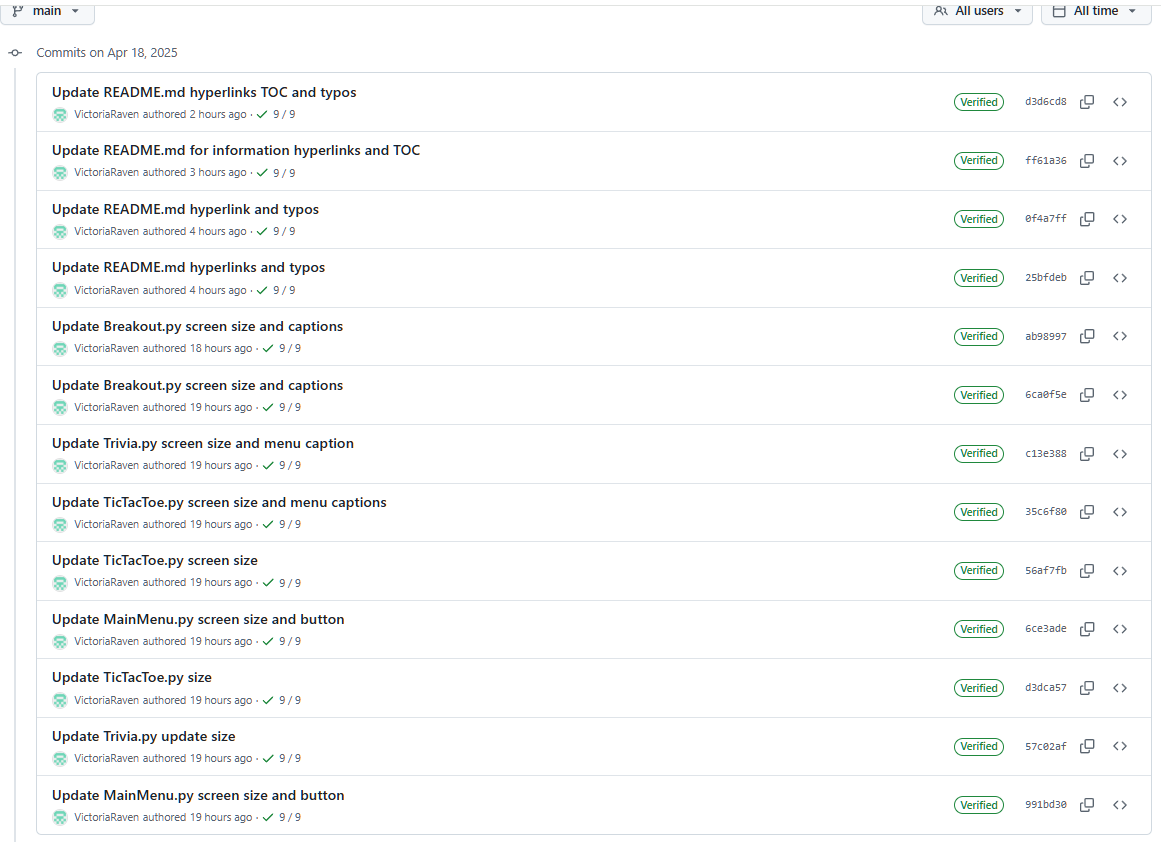 main
All users
All time
Commits on Apr 18, 2025
Update README.md hyperlinks TOC and typos
VictoriaRaven authored 2 hours ago · 9 / 9
Verified
d3d6cd8
Update README.md for information hyperlinks and TOC
VictoriaRaven authored 3 hours ago · 9 / 9
Verified
ff61a36
Update README.md hyperlink and typos
VictoriaRaven authored 4 hours ago · 9 / 9
Verified
0f4a7ff
Update README.md hyperlinks and typos
VictoriaRaven authored 4 hours ago · 9 / 9
Verified
25bfdeb
Update Breakout.py screen size and captions
VictoriaRaven authored 18 hours ago · 9 / 9
Verified
ab98997
Update Breakout.py screen size and captions
VictoriaRaven authored 19 hours ago · 9 / 9
Verified
6ca0f5e
Update Trivia.py screen size and menu caption
VictoriaRaven authored 19 hours ago · 9 / 9
Verified
c13e388
Update TicTacToe.py screen size and menu captions
VictoriaRaven authored 19 hours ago · 9 / 9
Verified
35c6f80
Update TicTacToe.py screen size
VictoriaRaven authored 19 hours ago · 9 / 9
Verified
56af7fb
Update MainMenu.py screen size and button
VictoriaRaven authored 19 hours ago · 9 / 9
Verified
6ce3ade
Update TicTacToe.py size
VictoriaRaven authored 19 hours ago · 9 / 9
Verified
d3dca57
Update Trivia.py update size
VictoriaRaven authored 19 hours ago · 9 / 9
Verified
57c02af
Update MainMenu.py screen size and button
VictoriaRaven authored 19 hours ago · 9 / 9
Verified
991bd30